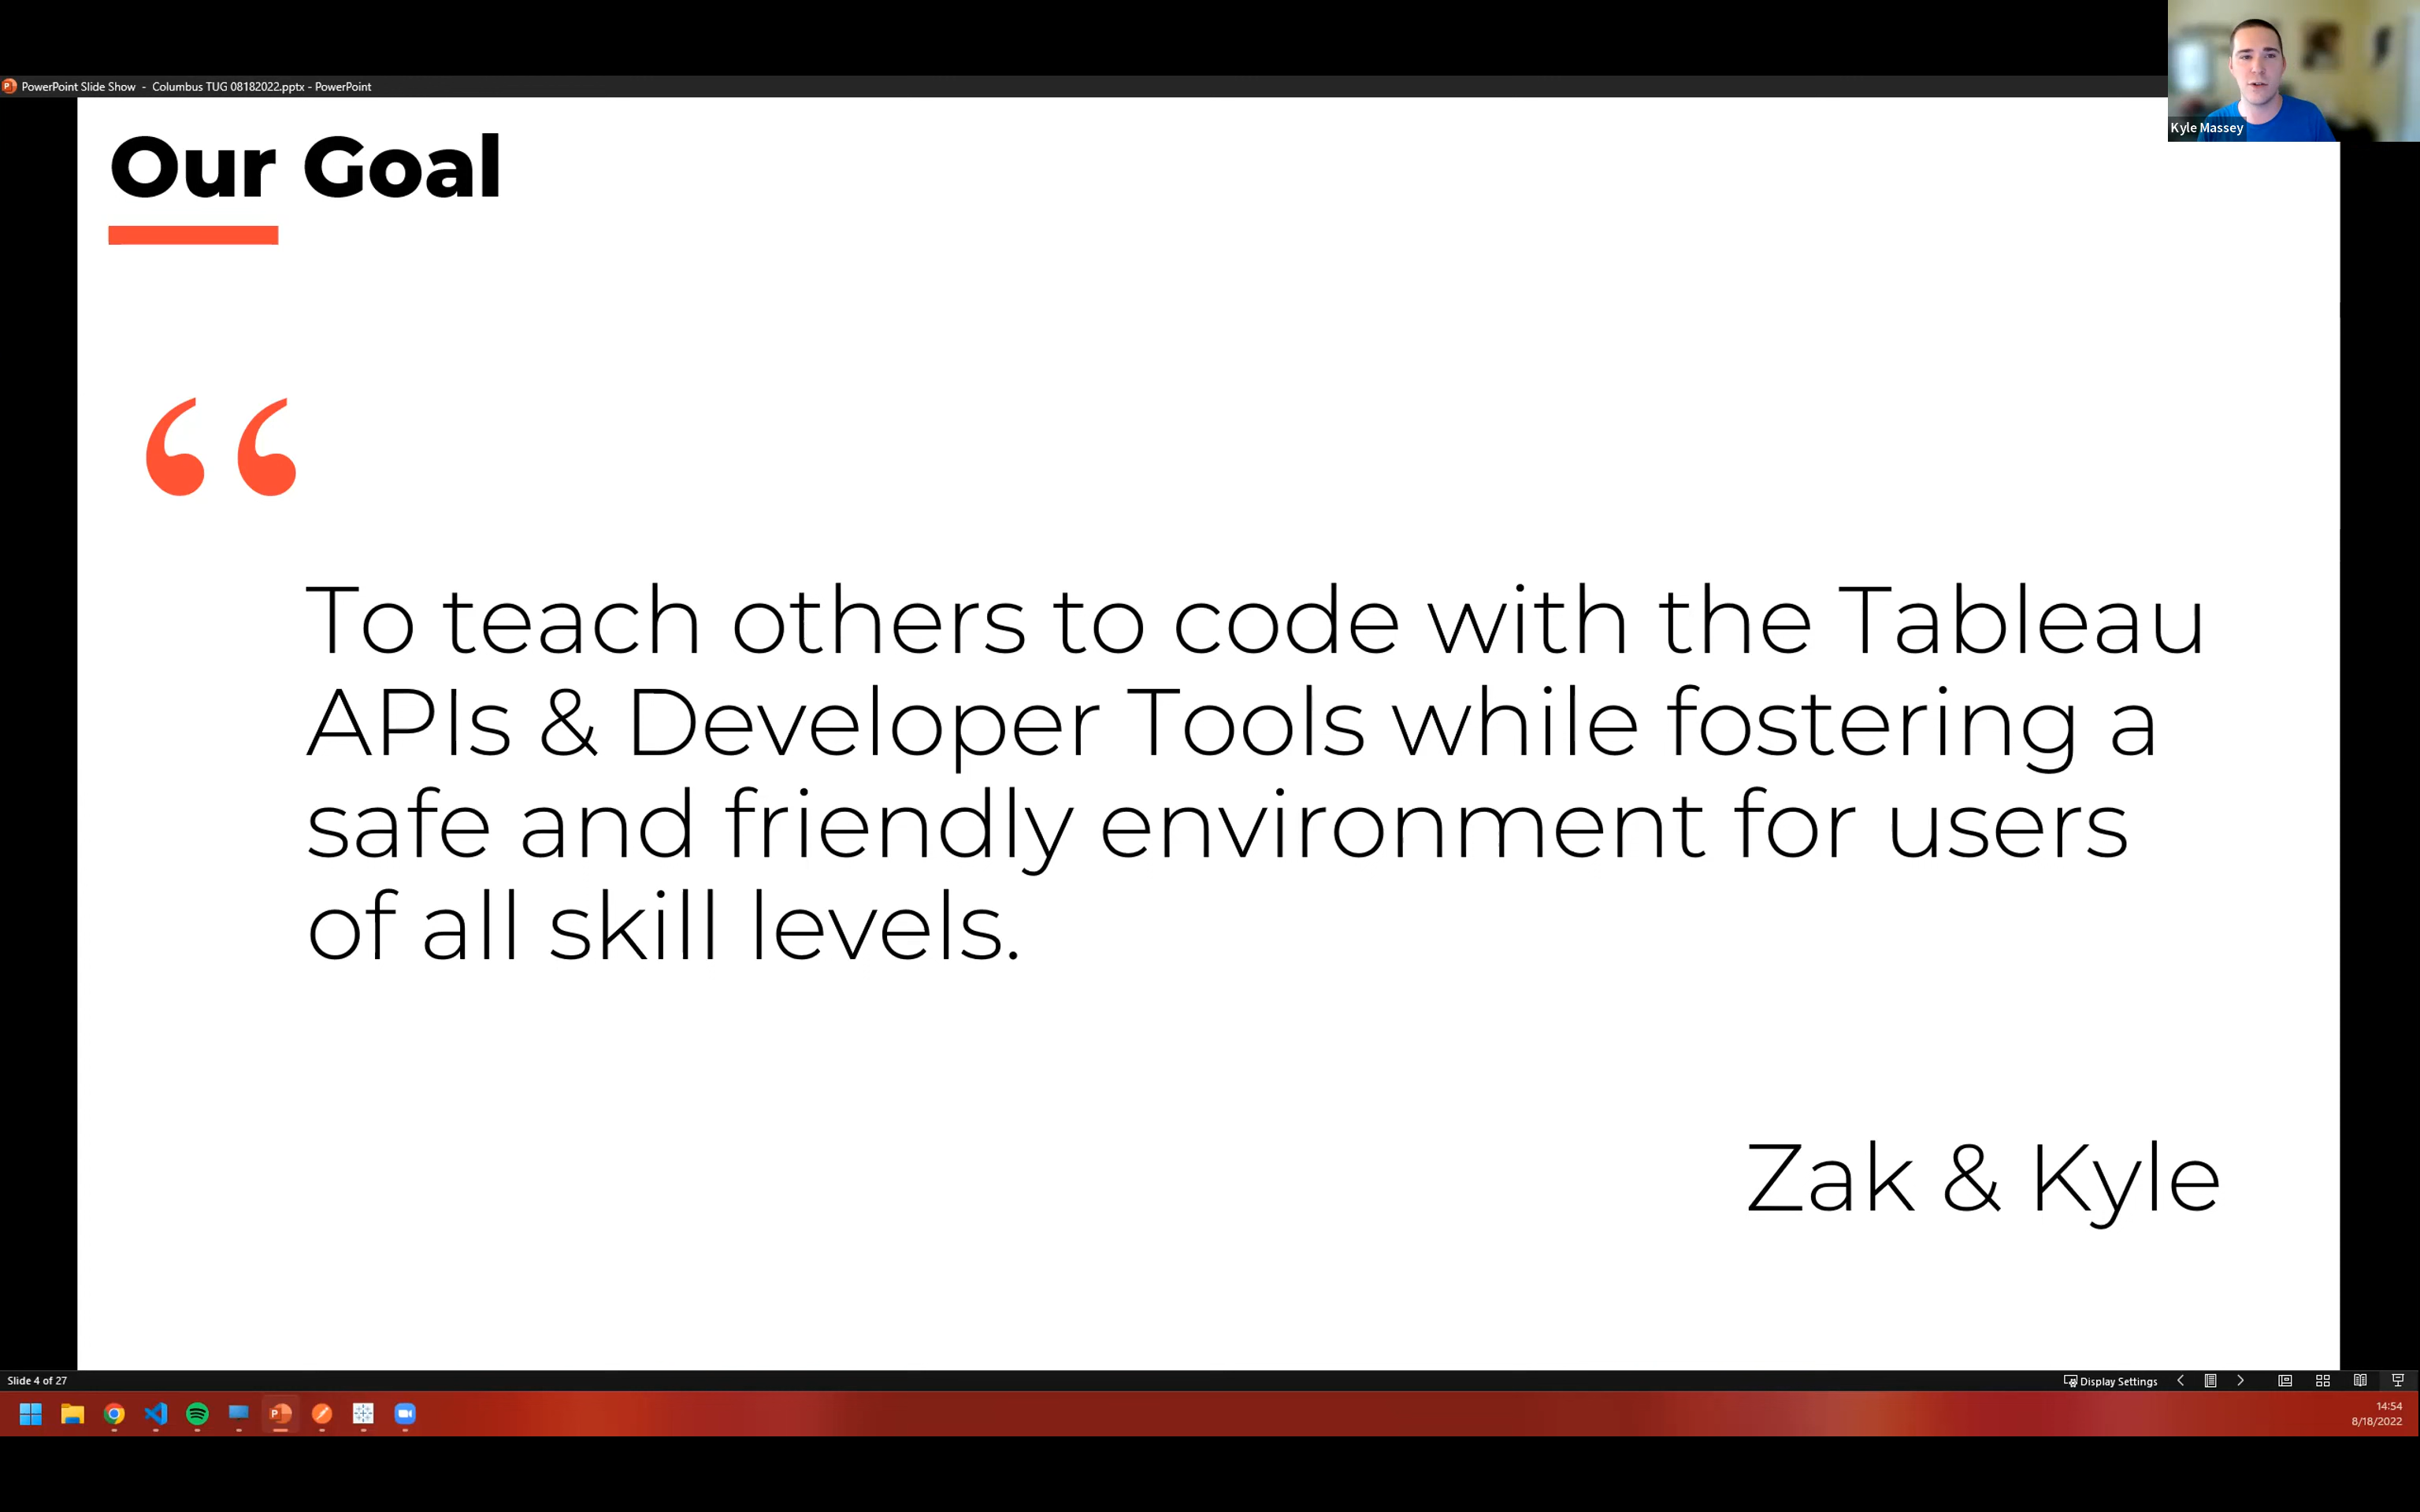 PowerPoint Slide Show - Columbus TUG 08182022.pptx - PowerPoint
Kyle Massey
Our Goal
“
To teach others to code with the Tableau
APIs & Developer Tools while fostering a
safe and friendly environment for users
of all skill levels.
Zak & Kyle
Slide 4 of 27
Display Settings
14:54
8/18/2022